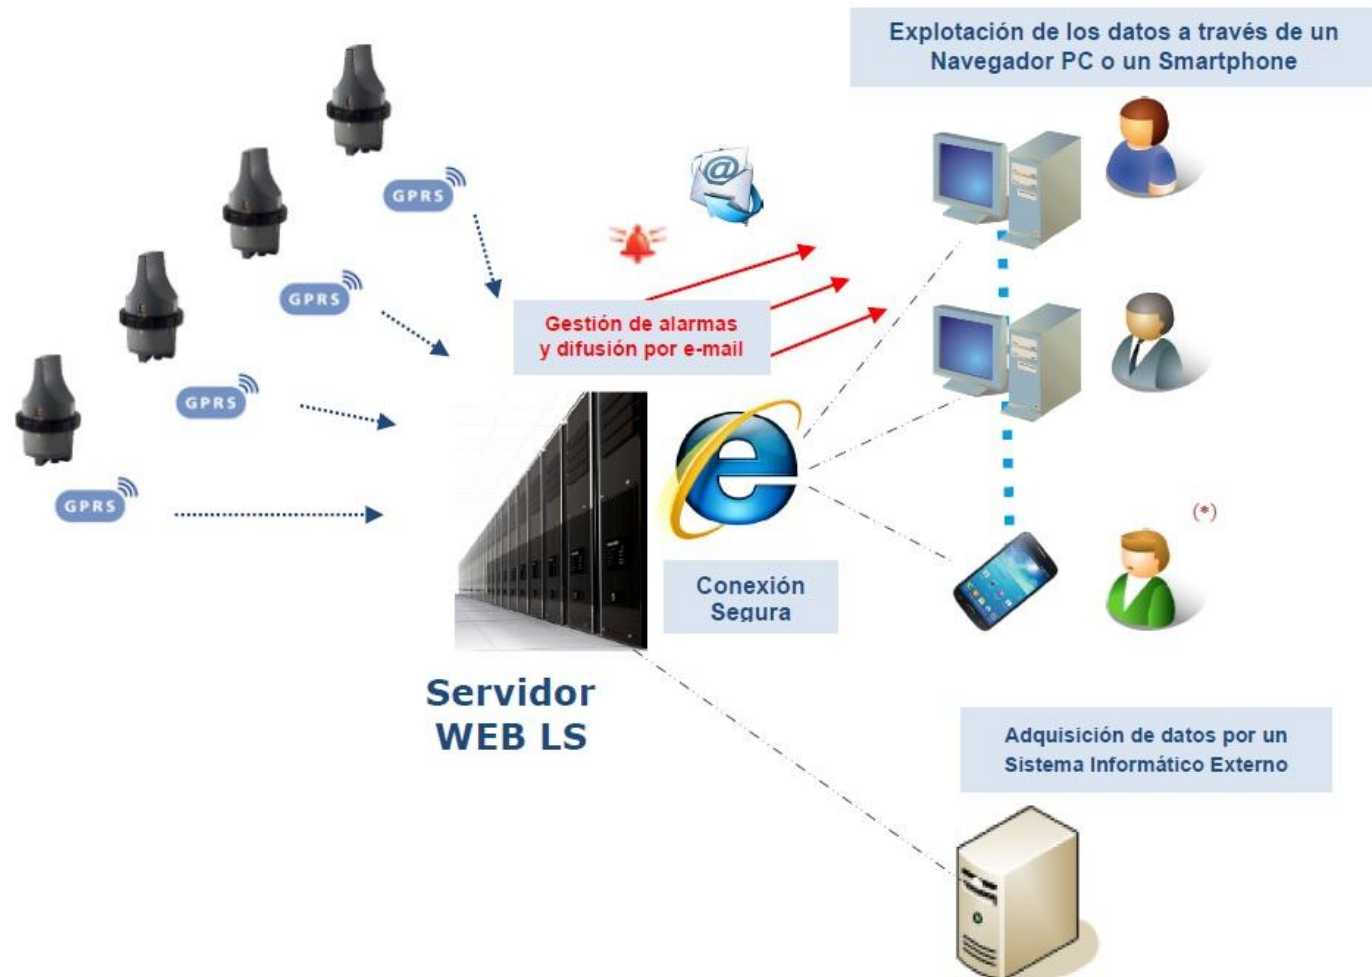 Explotación de los datos a través de un
Navegador PC o un Smartphone
GPRS
GPRS
GPRS
GPRS
@
Gestión de alarmas
y difusión por e-mail
(*)
Conexión
Segura
Servidor
WEB LS
Adquisición de datos por un
Sistema Informático Externo